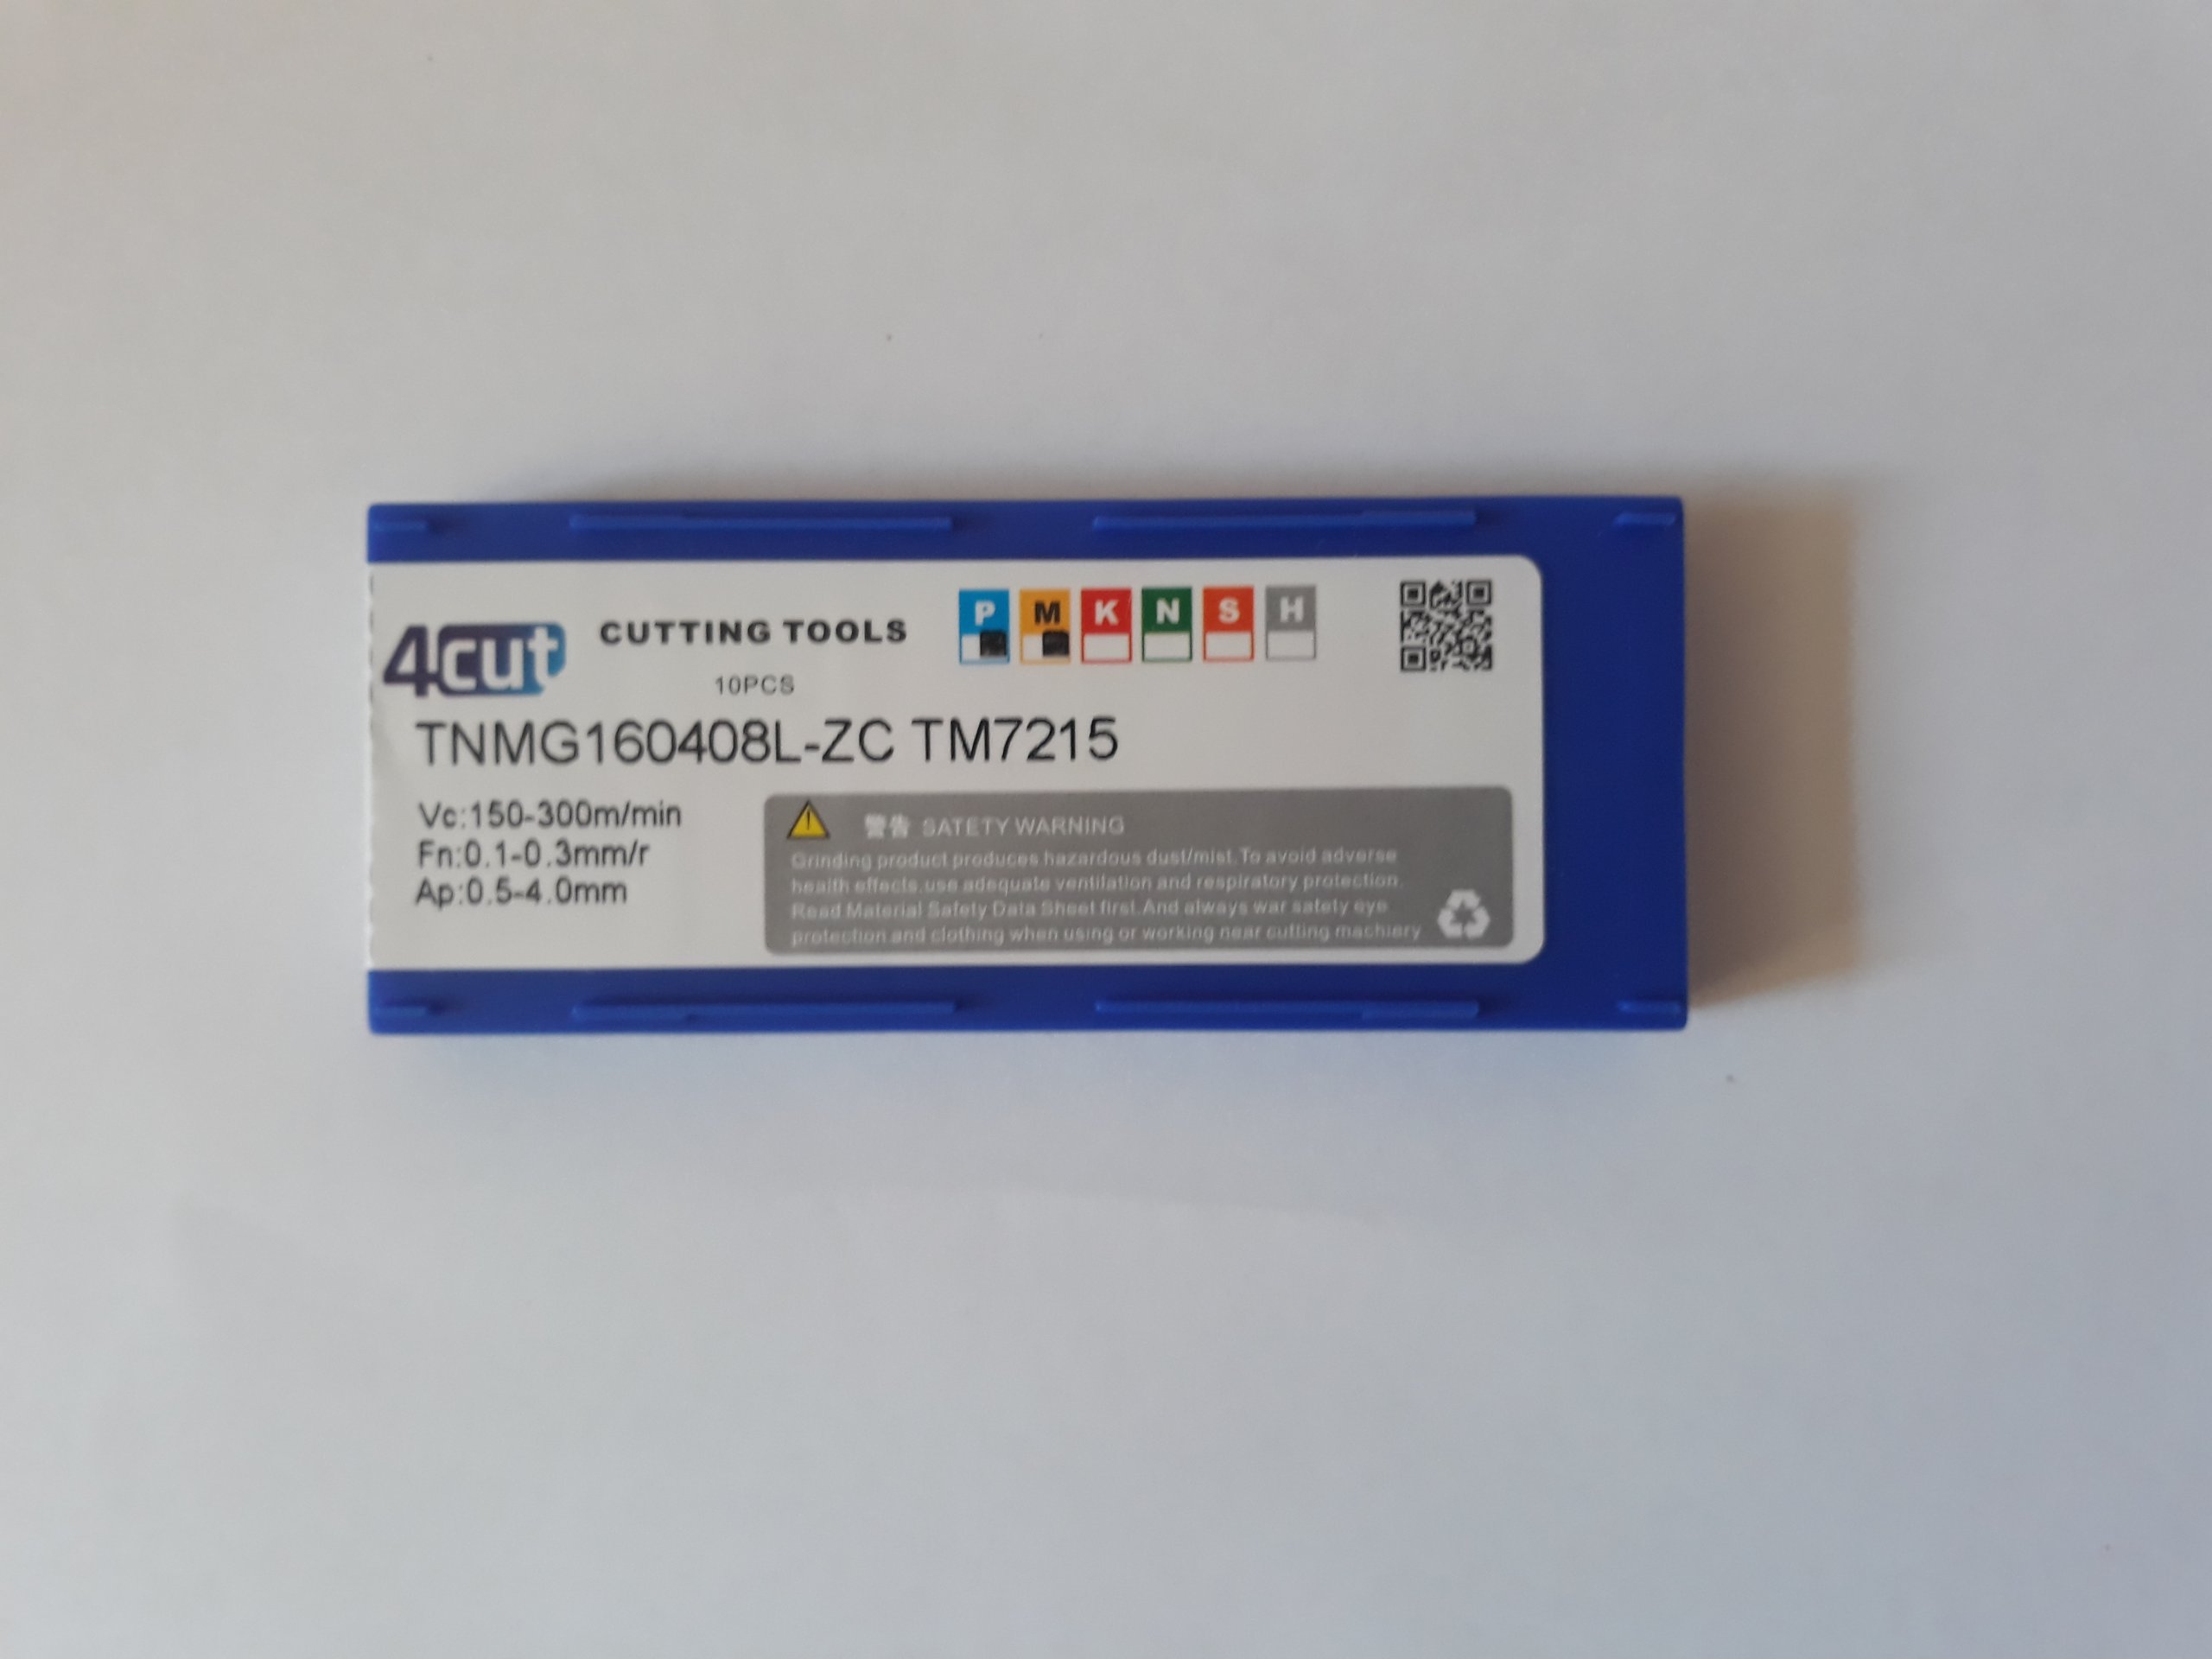 4cut
CUTTING TOOLS
10PCS
P M K N S H
TNMG160408L-ZC TM7215
Vc:150-300m/min
Fn:0.1-0.3mm/r
Ap:0.5-4.0mm
警告 SATETY WARNING
Grinding product produces hazardous dust/mist.To avoid adverse
health effects.use adequate ventilation and respiratory protection.
Read Material Safety Data Sheet first.And always war satety eye
protection.and clothing when using or working near cutting machiery